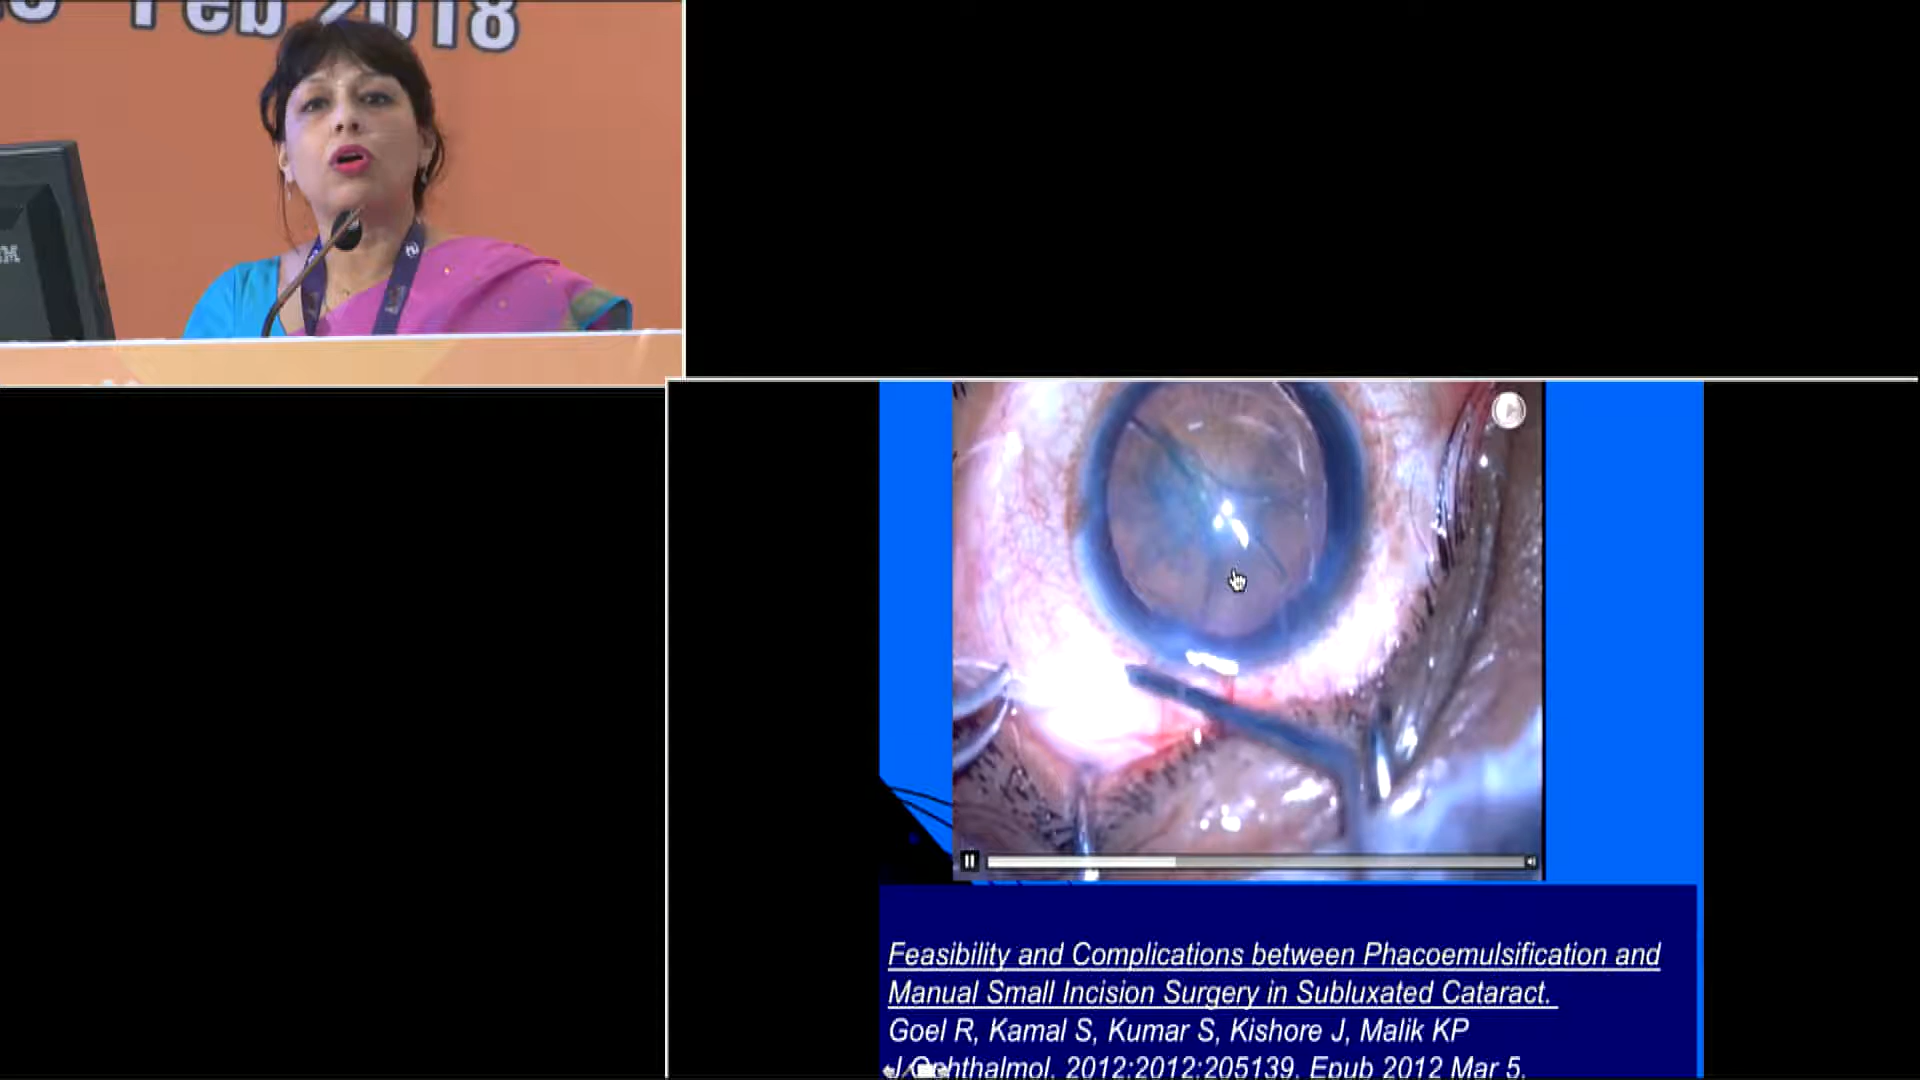 Feb 2018
Feasibility and Complications between Phacoemulsification and
Manual Small Incision Surgery in Subluxated Cataract.
Goel R, Kamal S, Kumar S, Kishore J, Malik KP
J Ophthalmol. 2012;2012:205139. Epub 2012 Mar 5.